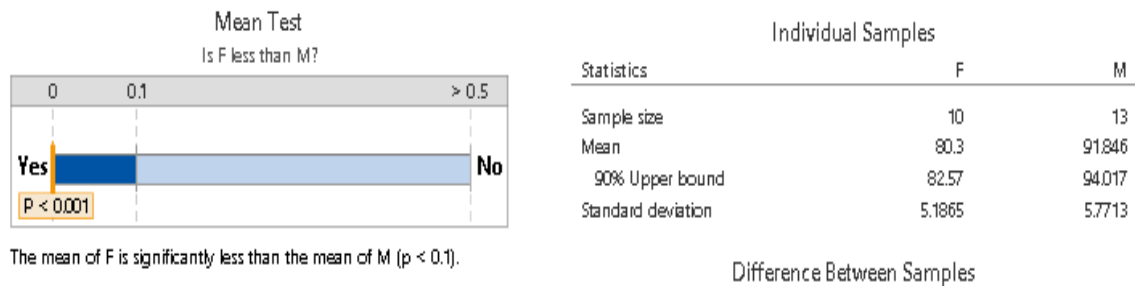 Mean Test
Is F less than M?
0 0.1 > 0.5
Yes No
P < 0.001
The mean of F is significantly less than the mean of M (p < 0.1).
Individual Samples
Statistics F M
Sample size 10 13
Mean 80.3 91.846
90% Upper bound 82.57 94.017
Standard deviation 5.1865 5.7713
Difference Between Samples